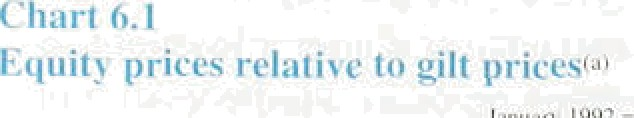 Chart 6.1
Equity prices relative to gilt prices(a)
January 1992 =